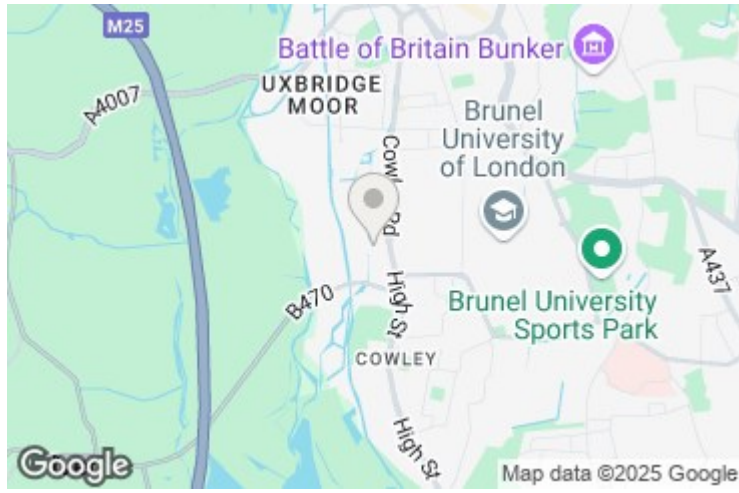 M25
Battle of Britain Bunker
A4007
UXBRIDGE
MOOR
Brunel
University
of London
Rd
A437
B470
High St
Brunel University
Sports Park
COWLEY
High St
Google
Map data ©2025 Google